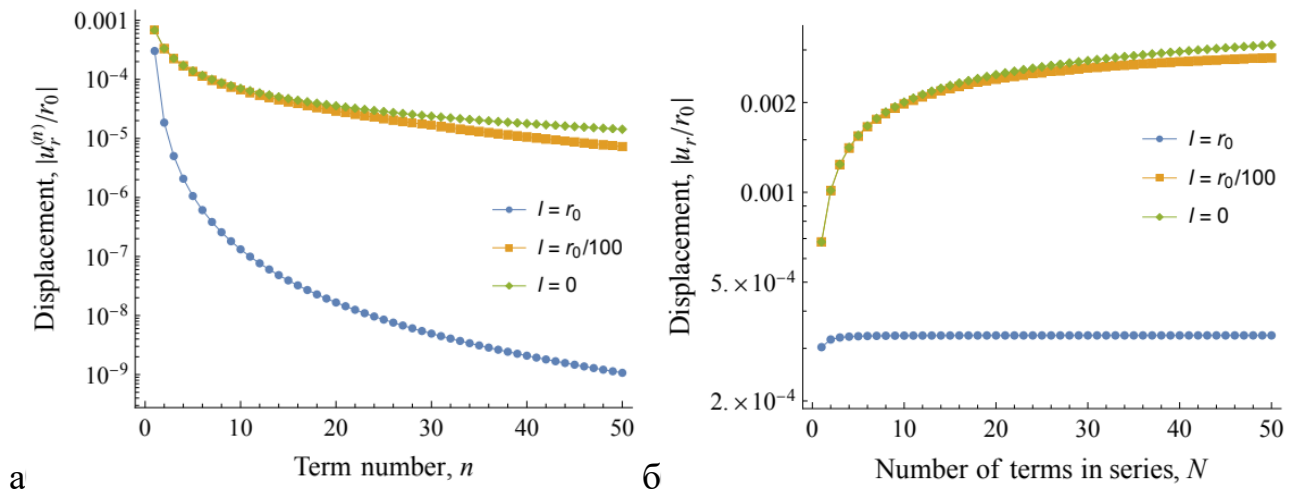 Displacement, |u_r^(n)/r_0|
0.001
10^-4
10^-5
10^-6
10^-7
10^-8
10^-9
l = r_0
l = r_0/100
l = 0
0 10 20 30 40 50
Term number, n
а
Displacement, |u_r/r_0|
0.002
0.001
5. × 10^-4
2. × 10^-4
l = r_0
l = r_0/100
l = 0
0 10 20 30 40 50
Number of terms in series, N
б